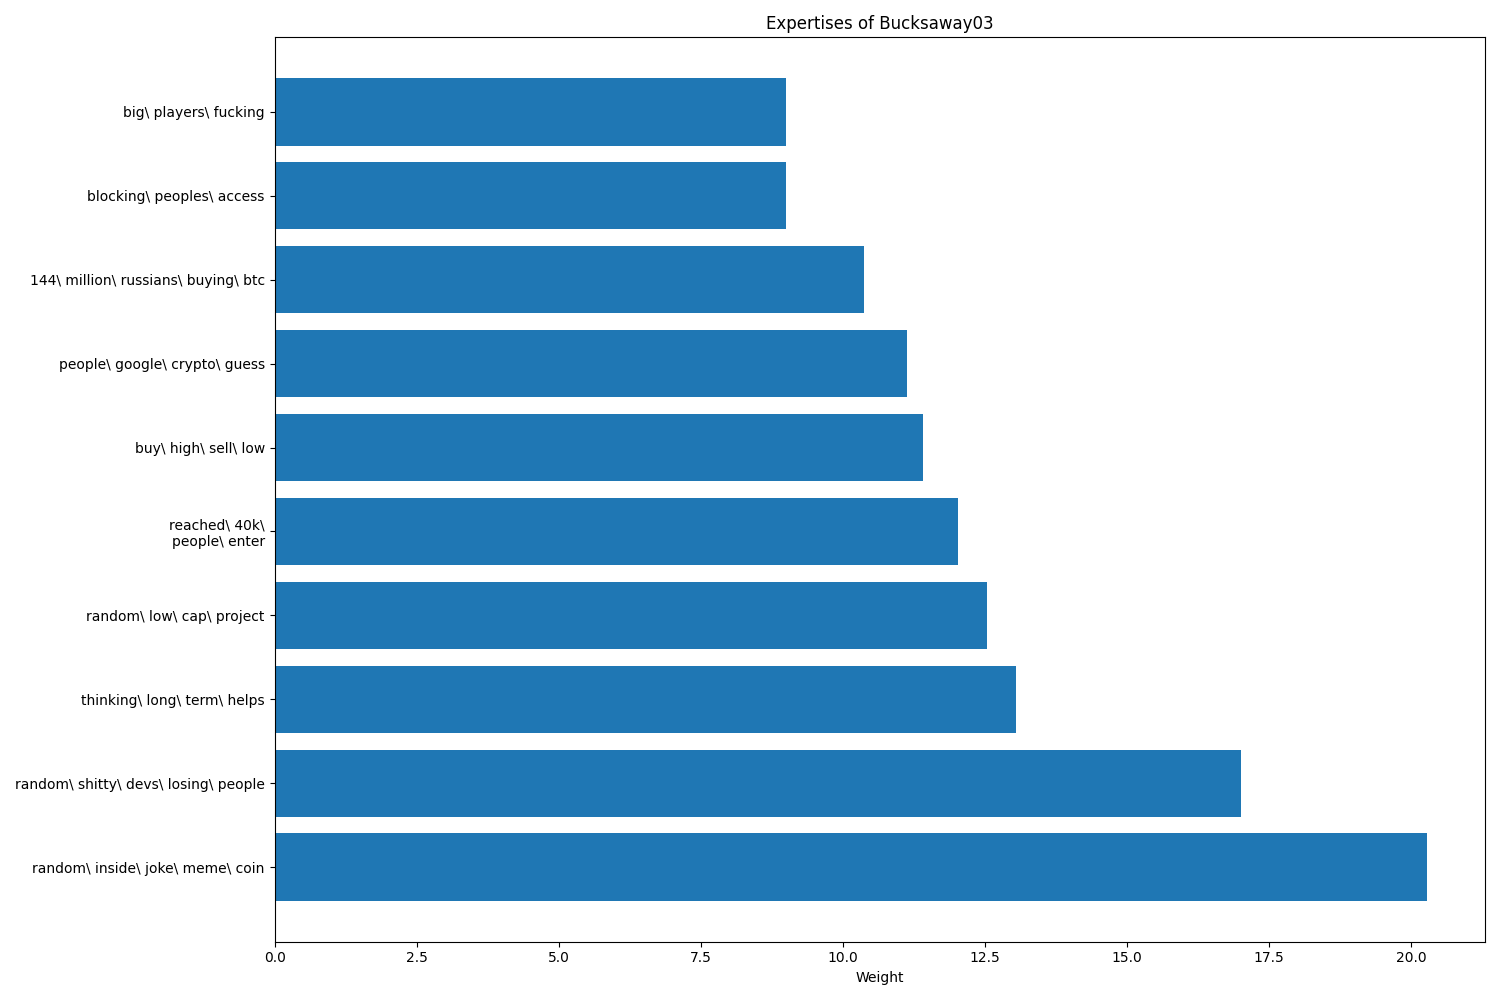 Expertises of Bucksaway03
big\ players\ fucking
blocking\ peoples\ access
144\ million\ russians\ buying\ btc
people\ google\ crypto\ guess
buy\ high\ sell\ low
reached\ 40k\
people\ enter
random\ low\ cap\ project
thinking\ long\ term\ helps
random\ shitty\ devs\ losing\ people
random\ inside\ joke\ meme\ coin
0.0 2.5 5.0 7.5 10.0 12.5 15.0 17.5 20.0
Weight